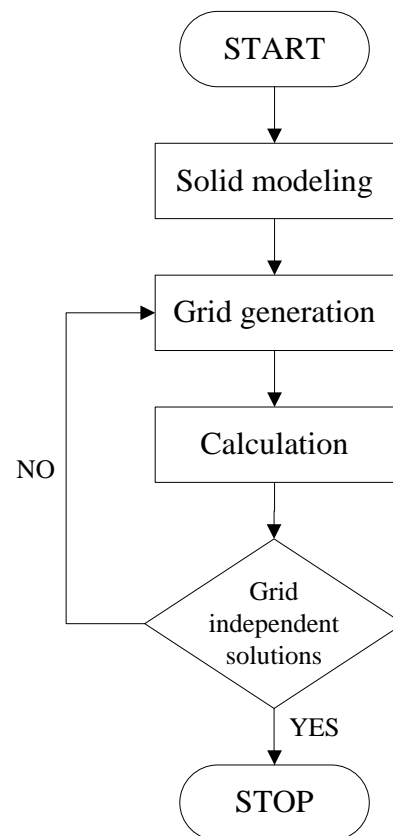 START
Solid modeling
Grid generation
Calculation
NO
Grid
independent
solutions
YES
STOP